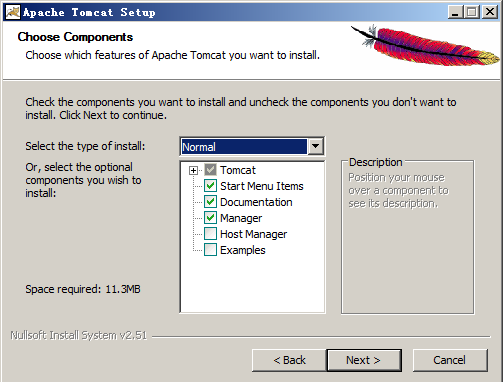 Apache Tomcat Setup
Choose Components
Choose which features of Apache Tomcat you want to install.
Check the components you want to install and uncheck the components you don't want to
install. Click Next to continue.
Select the type of install:
Normal
Or, select the optional
components you wish to
install:
Tomcat
Start Menu Items
Documentation
Manager
Host Manager
Examples
Description
Position your mouse
over a component to
see its description.
Space required: 11.3MB
Nullsoft Install System v2.51
< Back
Next >
Cancel